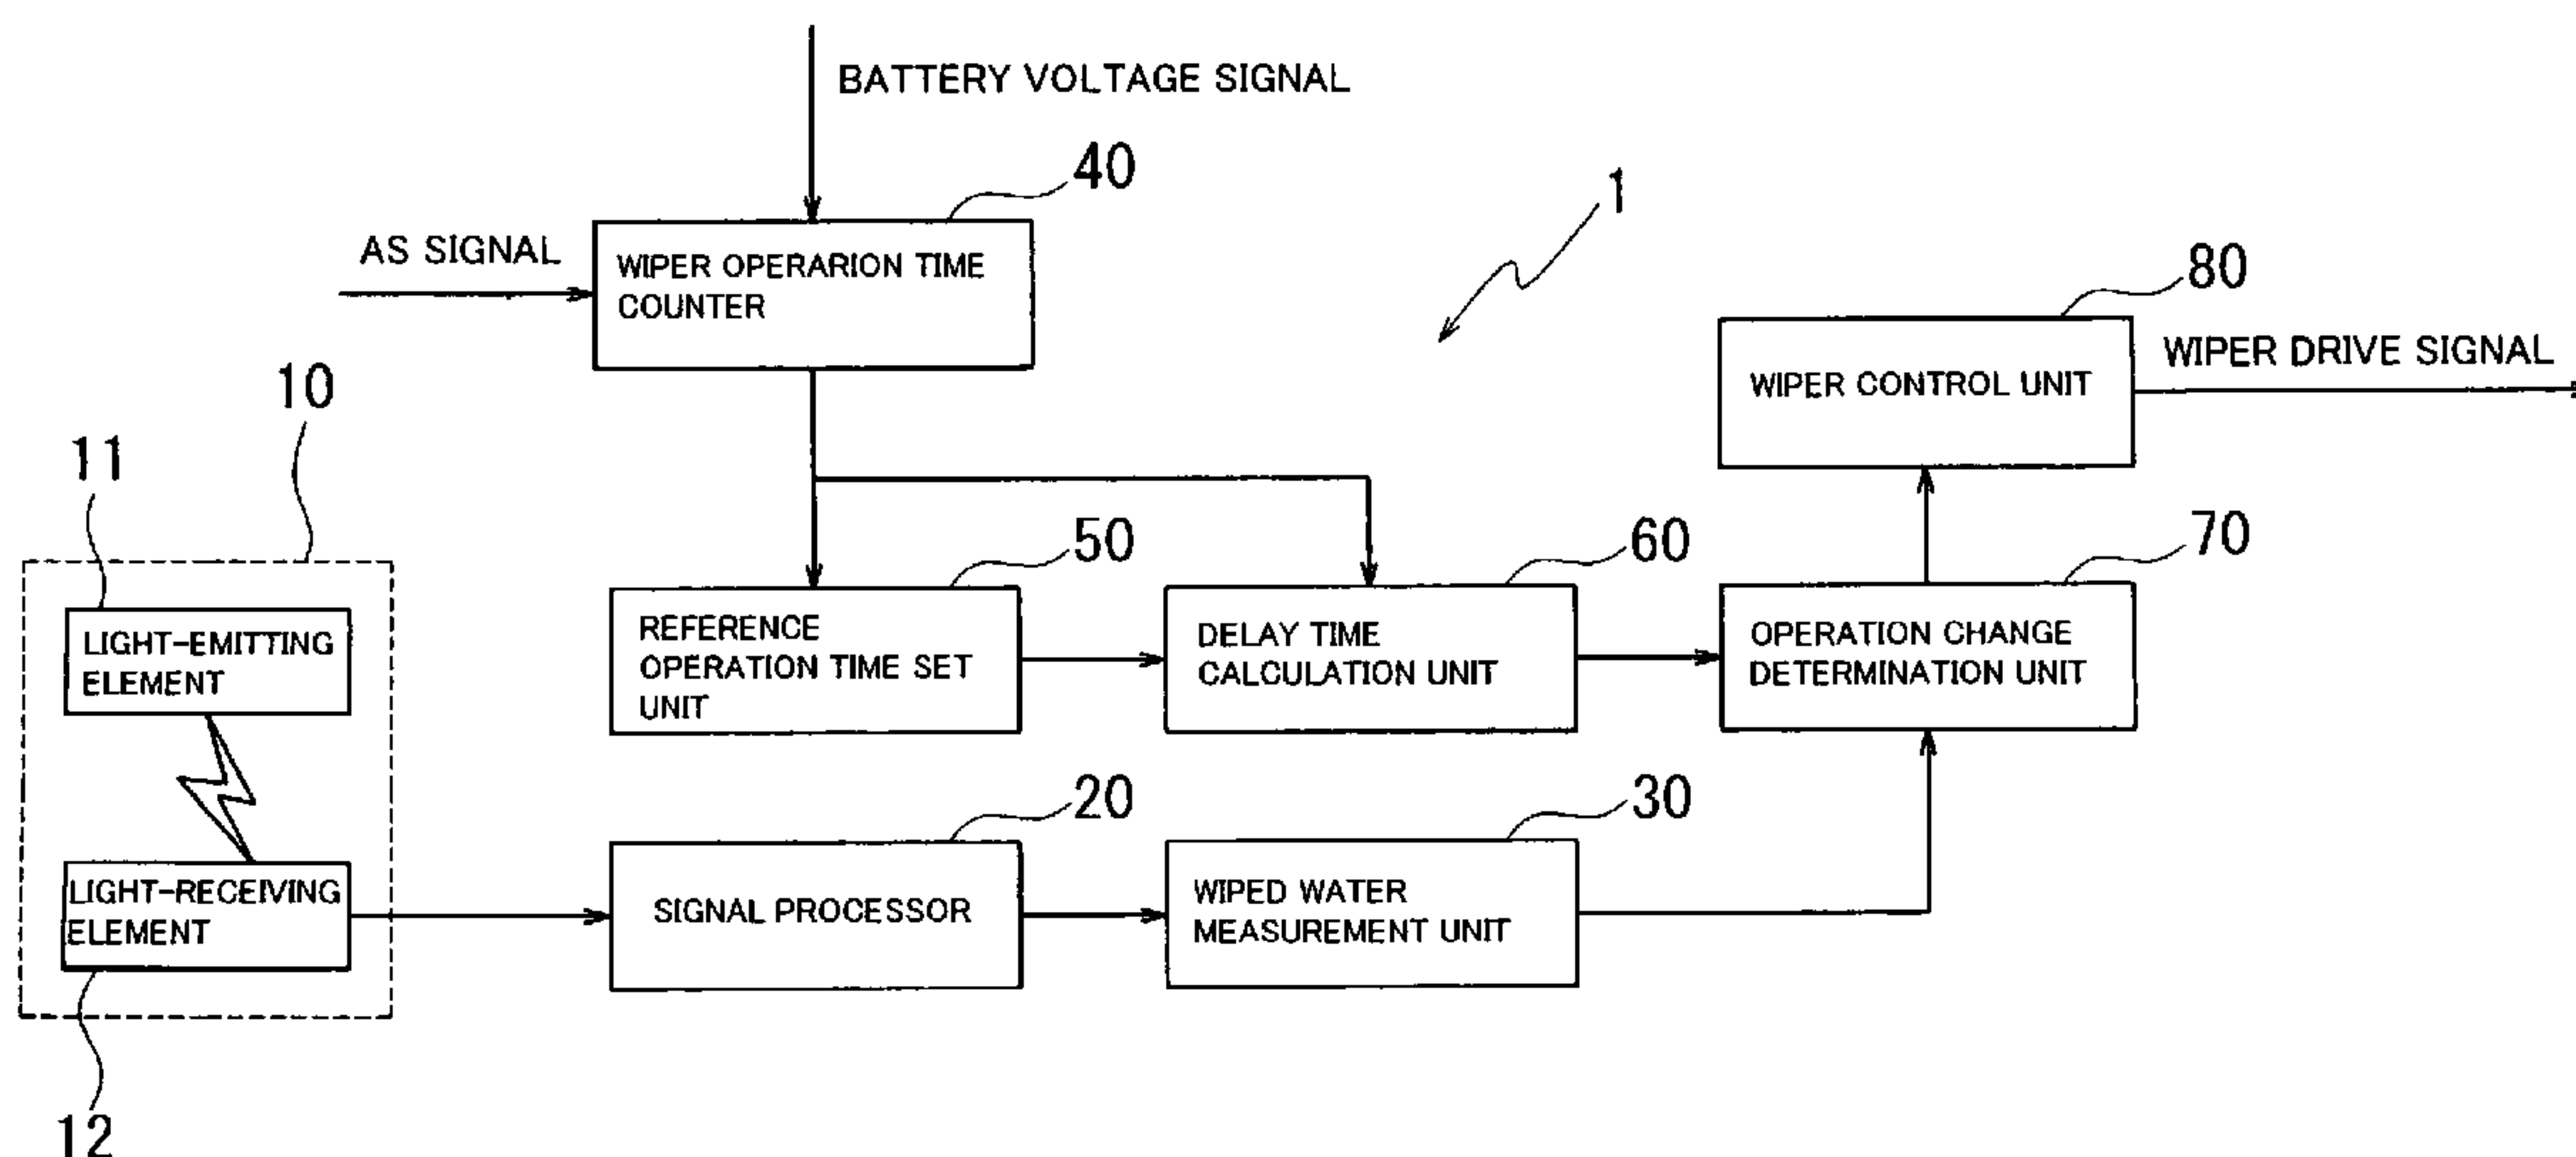 BATTERY VOLTAGE SIGNAL
40
1
AS SIGNAL
WIPER OPERARION TIME
COUNTER
80
WIPER CONTROL UNIT
WIPER DRIVE SIGNAL
10
11
50
60
70
LIGHT-EMITTING
ELEMENT
REFERENCE
OPERATION TIME SET
UNIT
DELAY TIME
CALCULATION UNIT
OPERATION CHANGE
DETERMINATION UNIT
20
30
LIGHT-RECEIVING
ELEMENT
SIGNAL PROCESSOR
WIPED WATER
MEASUREMENT UNIT
12